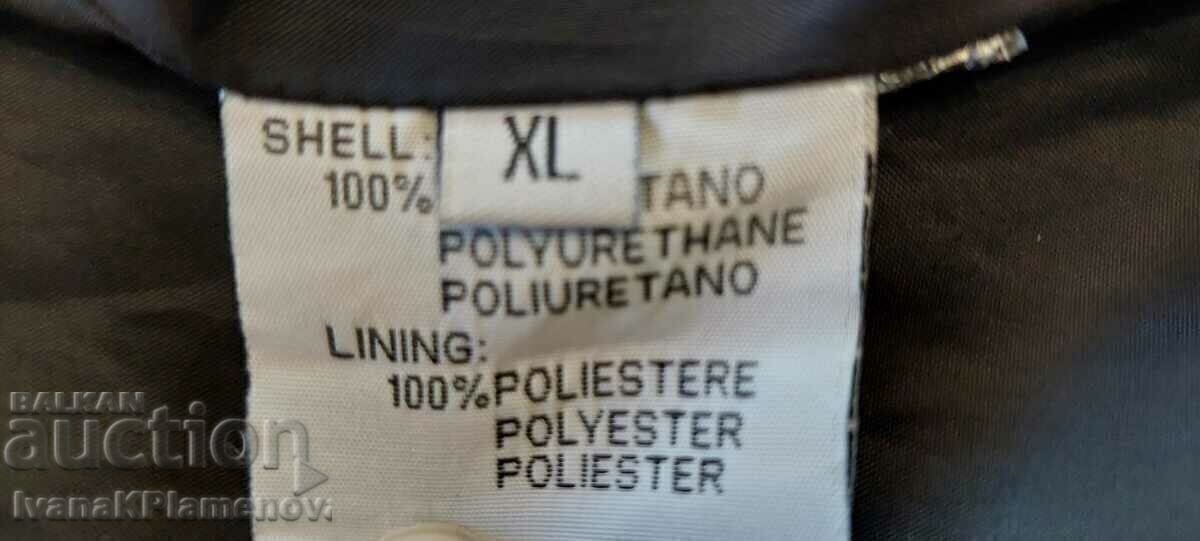 SHELL:
XL
100% TANO
POLYURETHANE
POLIURETANO
LINING:
100% POLIESTERE
POLYESTER
POLIESTER
BALKAN
auction
IvanaKPlamenov.